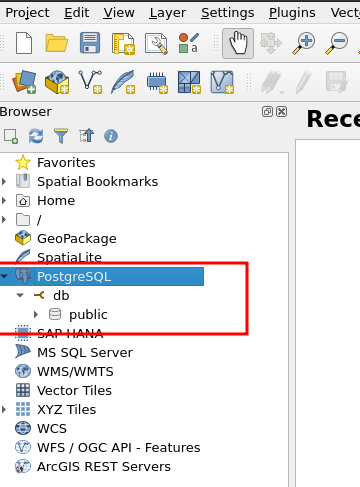 Project Edit View Layer Settings Plugins Vect
Browser
Rece
Favorites
Spatial Bookmarks
Home
/
GeoPackage
SpatiaLite
PostgreSQL
db
public
SAP HANA
MS SQL Server
WMS/WMTS
Vector Tiles
XYZ Tiles
WCS
WFS / OGC API - Features
ArcGIS REST Servers